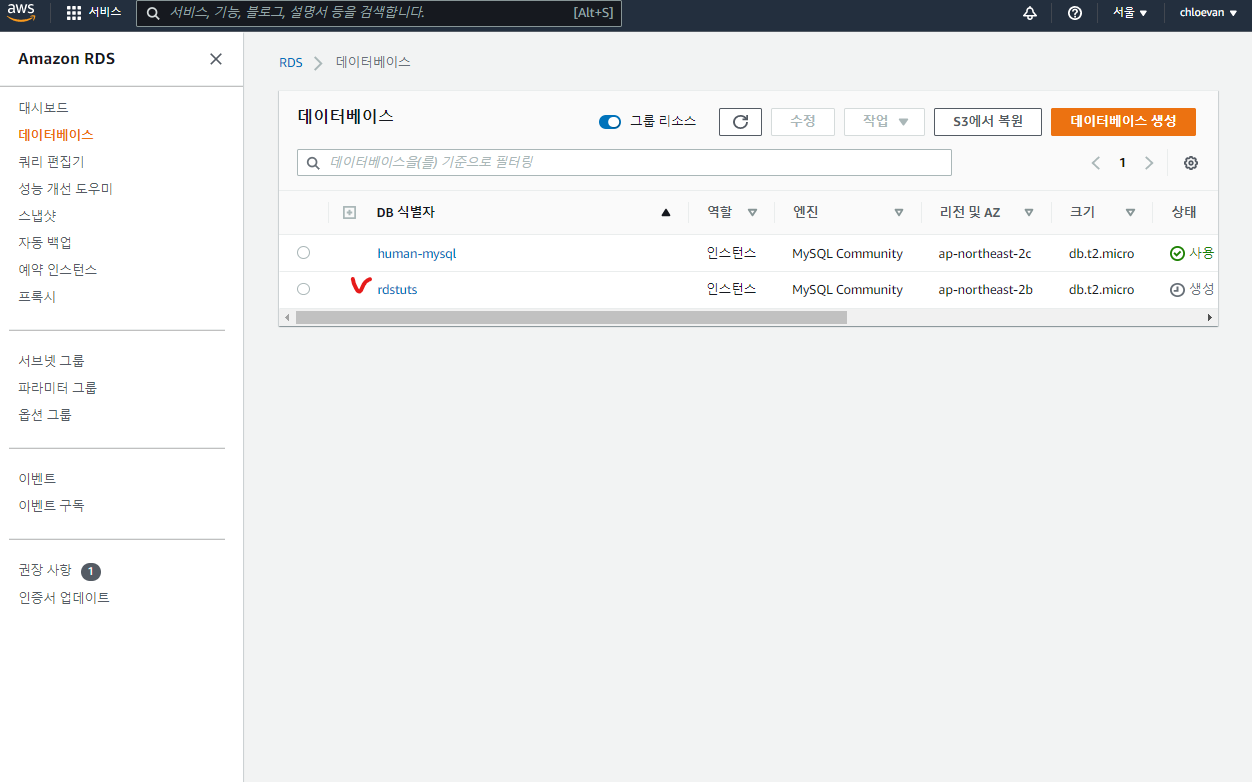 aws 서비스 서비스, 기능, 블로그, 설명서 등을 검색합니다. [Alt+S] 서울 ▼ chloevan ▼
Amazon RDS
대시보드
데이터베이스
쿼리 편집기
성능 개선 도우미
스냅샷
자동 백업
예약 인스턴스
프록시
서브넷 그룹
파라미터 그룹
옵션 그룹
이벤트
이벤트 구독
권장 사항 1
인증서 업데이트
RDS 데이터베이스
데이터베이스 그룹 리소스 수정 작업 ▼ S3에서 복원 데이터베이스 생성
데이터베이스을(를) 기준으로 필터링 1
DB 식별자 역할 엔진 리전 및 AZ 크기 상태
human-mysql 인스턴스 MySQL Community ap-northeast-2c db.t2.micro 사용
rdstuts 인스턴스 MySQL Community ap-northeast-2b db.t2.micro 생성